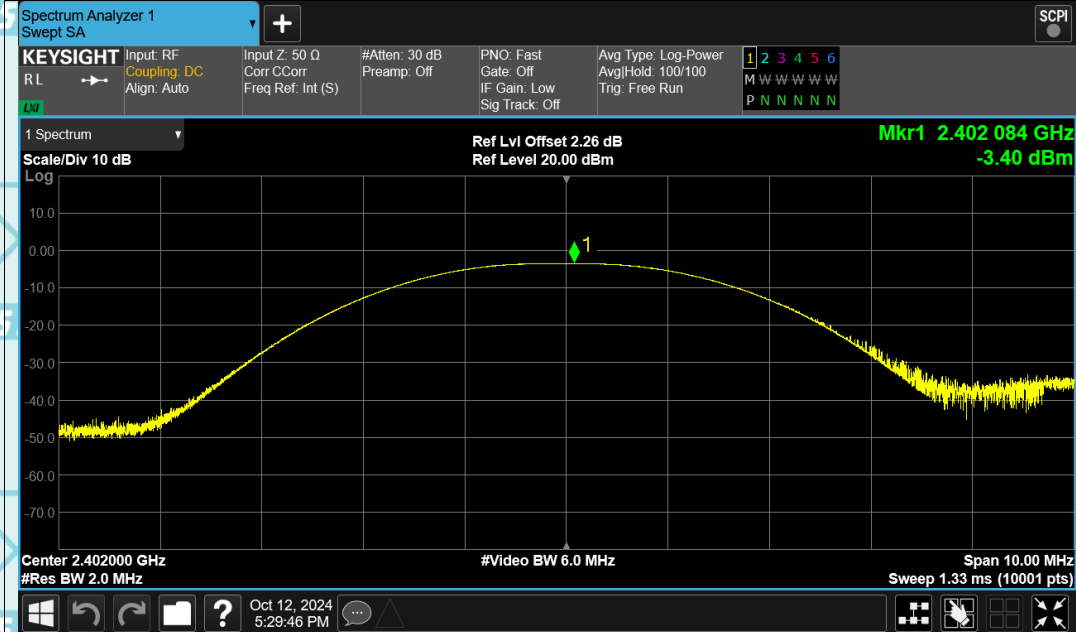 Spectrum Analyzer 1
Swept SA
SCPI
KEYSIGHT
RL
LXI
Input: RF
Coupling: DC
Align: Auto
Input Z: 50 Ω
Corr CCorr
Freq Ref: Int (S)
#Atten: 30 dB
Preamp: Off
PNO: Fast
Gate: Off
IF Gain: Low
Sig Track: Off
Avg Type: Log-Power
Avg|Hold: 100/100
Trig: Free Run
1 2 3 4 5 6
M W W W W W
P N N N N N
1 Spectrum
Scale/Div 10 dB
Log
Ref Lvl Offset 2.26 dB
Ref Level 20.00 dBm
Mkr1 2.402 084 GHz
-3.40 dBm
1
10.0
0.00
-10.0
-20.0
-30.0
-40.0
-50.0
-60.0
-70.0
Center 2.402000 GHz
#Video BW 6.0 MHz
Span 10.00 MHz
#Res BW 2.0 MHz
Sweep 1.33 ms (10001 pts)
?
Oct 12, 2024
5:29:46 PM